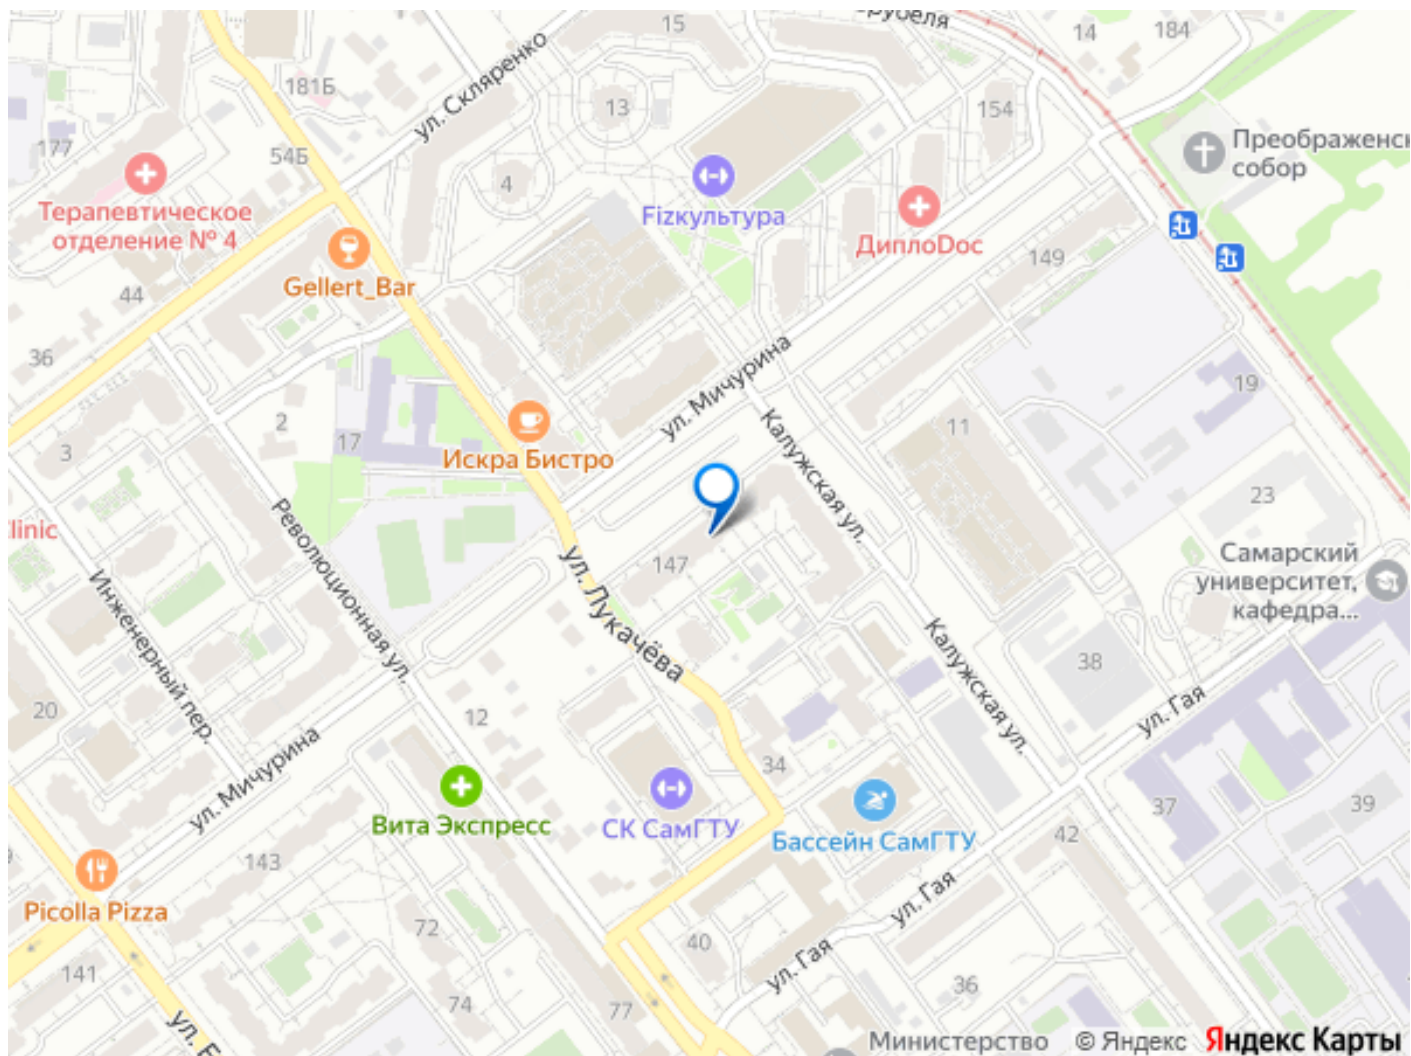 15
14
184
181Б
ул. Скляренко
13
154
177
54Б
4
Преображенс
собор
Терапевтическое
отделение № 4
Fizкультура
ДиплоDoc
149
Gellert_Bar
44
36
ул. Мичурина
19
2
17
11
3
Искра Бистро
Калужская ул.
23
linic
Революционная ул.
147
ул. Лукачёва
Самарский
университет,
кафедра...
Инженерный пер.
Калужская ул.
38
20
12
ул. Гая
ул. Мичурина
34
Вита Экспресс
СК СамГТУ
Бассейн СамГТУ
37
39
42
143
Picolla Pizza
ул. Гая
72
40
ул. Гая
141
74
77
36
Министерство
© Яндекс
Яндекс Карты